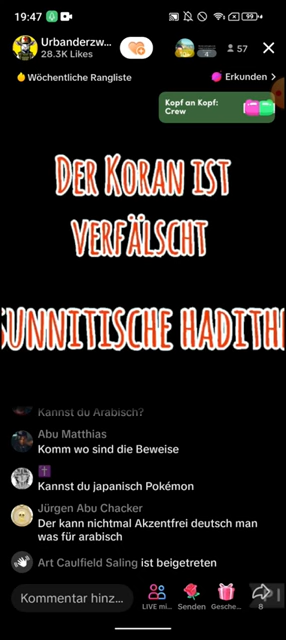 19:47
99+
Urbanderzw...
28.3K Likes
57
Wöchentliche Rangliste
Erkunden >
Kopf an Kopf:
Crew
DER KORAN IST
VERFÄLSCHT
SUNNITISCHE HADITHE
Kannst du Arabisch?
Abu Matthias
Komm wo sind die Beweise
Kannst du japanisch Pokémon
Jürgen Abu Chacker
Der kann nichtmal Akzentfrei deutsch man
was für arabisch
Art Caulfield Saling ist beigetreten
Kommentar hinz...
LIVE mi...
Senden
Gesche...
8